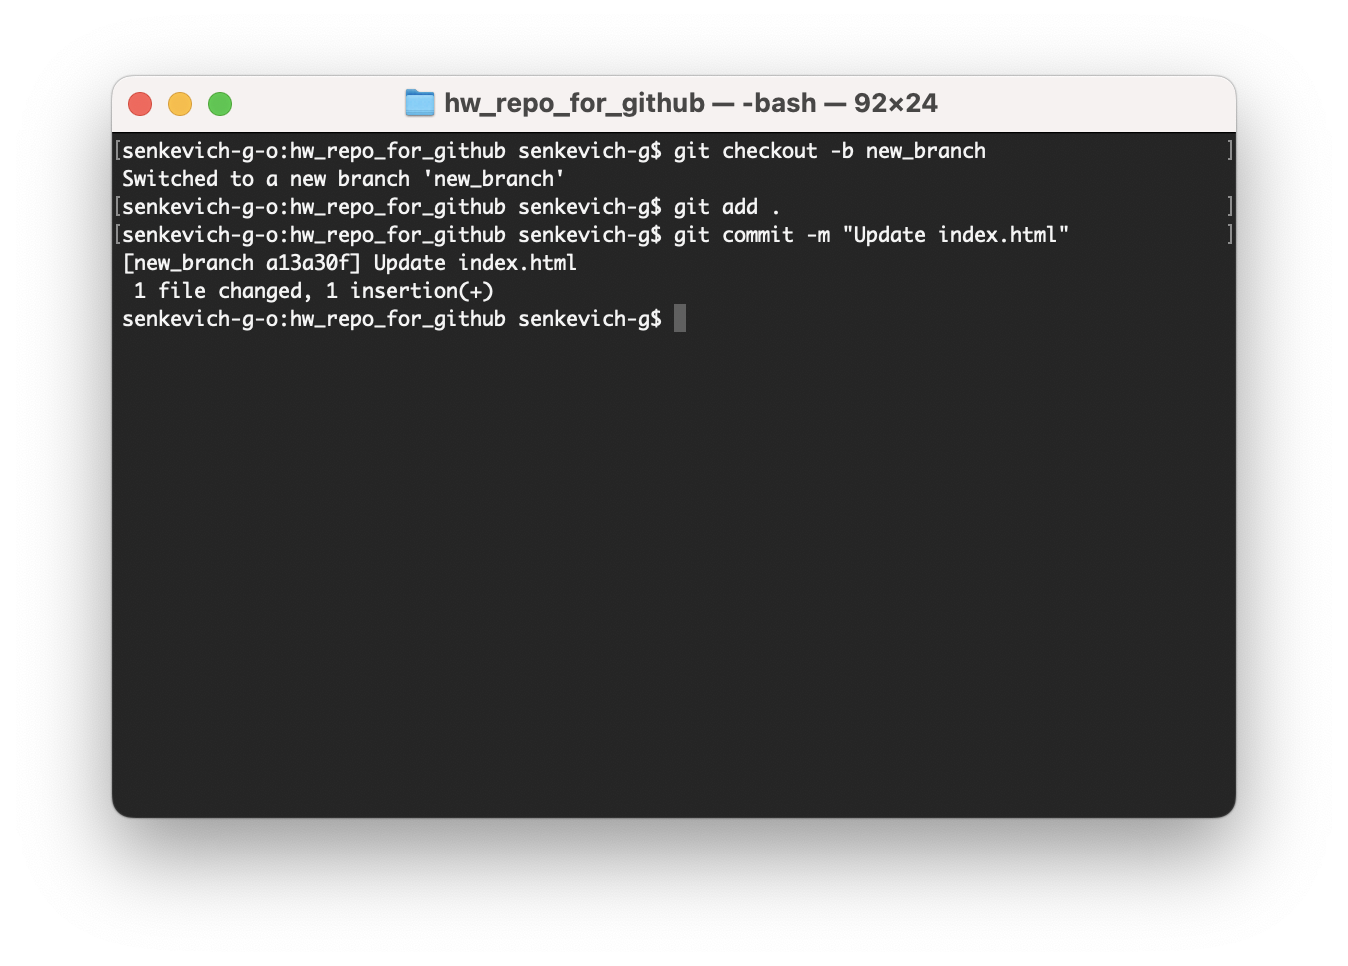 hw_repo_for_github — -bash — 92×24
[senkevich-g-o:hw_repo_for_github senkevich-g$ git checkout -b new_branch ]
Switched to a new branch 'new_branch'
[senkevich-g-o:hw_repo_for_github senkevich-g$ git add . ]
[senkevich-g-o:hw_repo_for_github senkevich-g$ git commit -m "Update index.html" ]
[new_branch a13a30f] Update index.html
 1 file changed, 1 insertion(+)
senkevich-g-o:hw_repo_for_github senkevich-g$